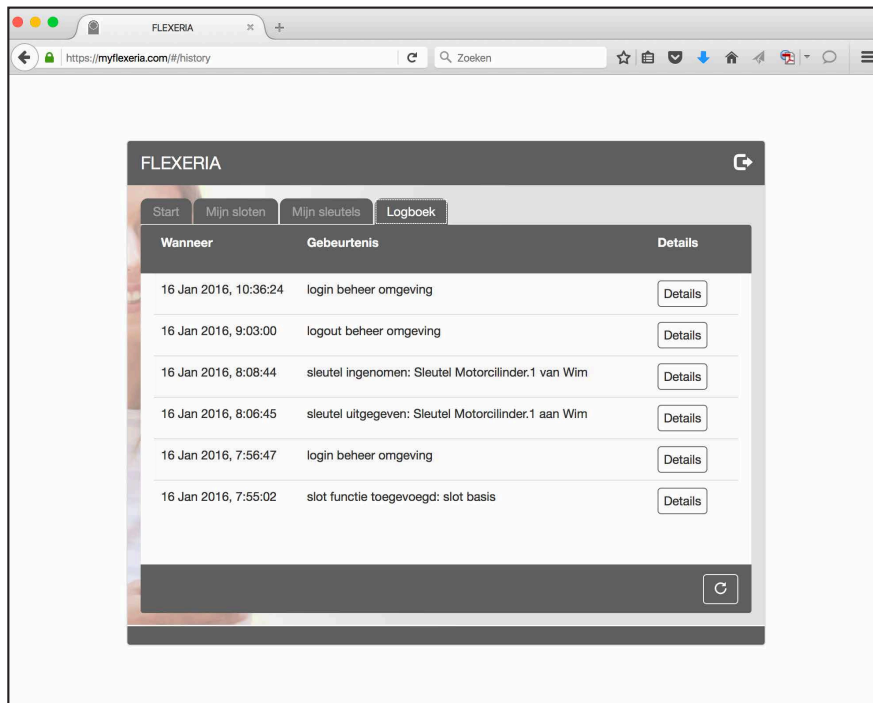 FLEXERIA
https://myflexeria.com/#/history
Zoeken
FLEXERIA
Start Mijn sloten Mijn sleutels Logboek
Wanneer Gebeurtenis Details
16 Jan 2016, 10:36:24 login beheer omgeving Details
16 Jan 2016, 9:03:00 logout beheer omgeving Details
16 Jan 2016, 8:08:44 sleutel ingenomen: Sleutel Motorcilinder.1 van Wim Details
16 Jan 2016, 8:06:45 sleutel uitgegeven: Sleutel Motorcilinder.1 aan Wim Details
16 Jan 2016, 7:56:47 login beheer omgeving Details
16 Jan 2016, 7:55:02 slot functie toegevoegd: slot basis Details